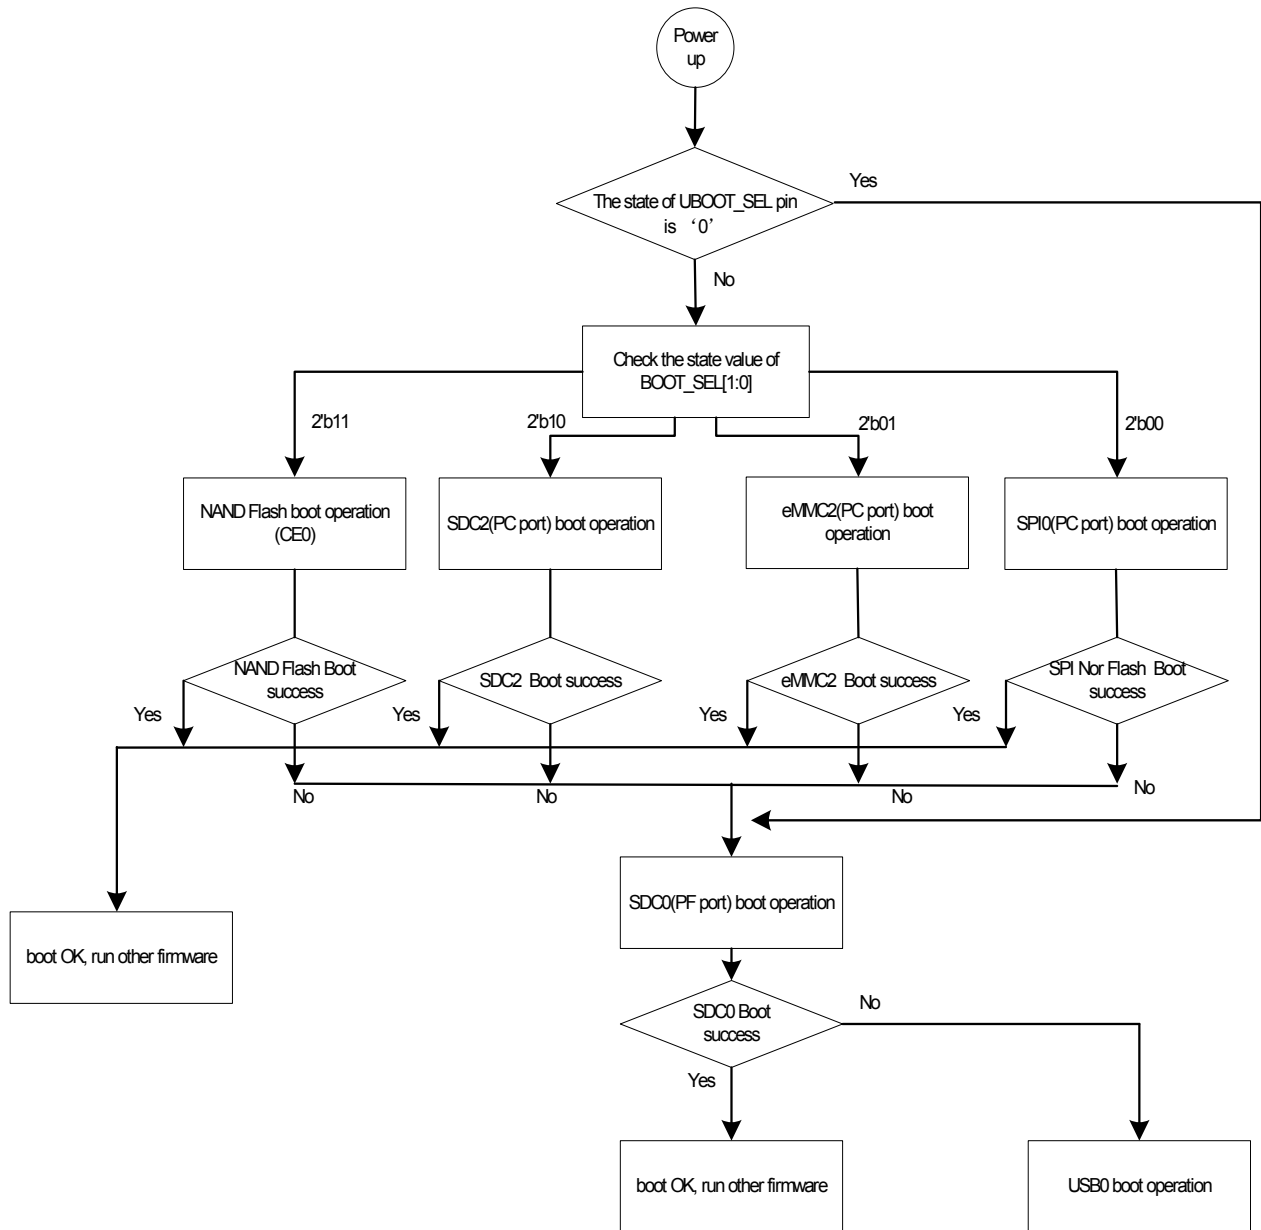 Power
up
Yes
The state of UBOOT_SEL pin
is ‘0’
No
Check the state value of
BOOT_SEL[1:0]
2'b11
2'b10
2'b01
2'b00
NAND Flash boot operation
(CE0)
SDC2(PC port) boot operation
eMMC2(PC port) boot
operation
SPI0(PC port) boot operation
NAND Flash Boot
success
SDC2 Boot success
eMMC2 Boot success
SPI Nor Flash Boot
success
Yes
Yes
Yes
Yes
No
No
No
No
SDC0(PF port) boot operation
boot OK, run other firmware
SDC0 Boot
success
No
Yes
boot OK, run other firmware
USB0 boot operation